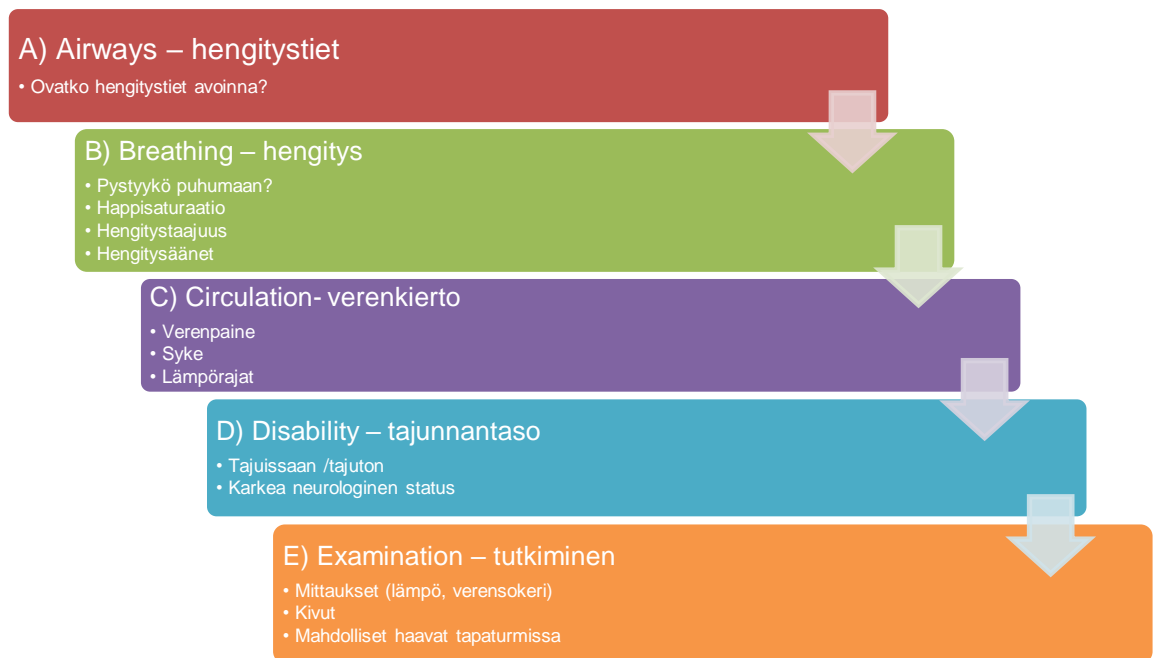 A) Airways – hengitystiet
• Ovatko hengitystiet avoinna?
B) Breathing – hengitys
• Pystyykö puhumaan?
• Happisaturaatio
• Hengitystaajuus
• Hengitysäänet
C) Circulation- verenkierto
• Verenpaine
• Syke
• Lämpörajat
D) Disability – tajunnantaso
• Tajuissaan /tajuton
• Karkea neurologinen status
E) Examination – tutkiminen
• Mittaukset (lämpö, verensokeri)
• Kivut
• Mahdolliset haavat tapaturmissa